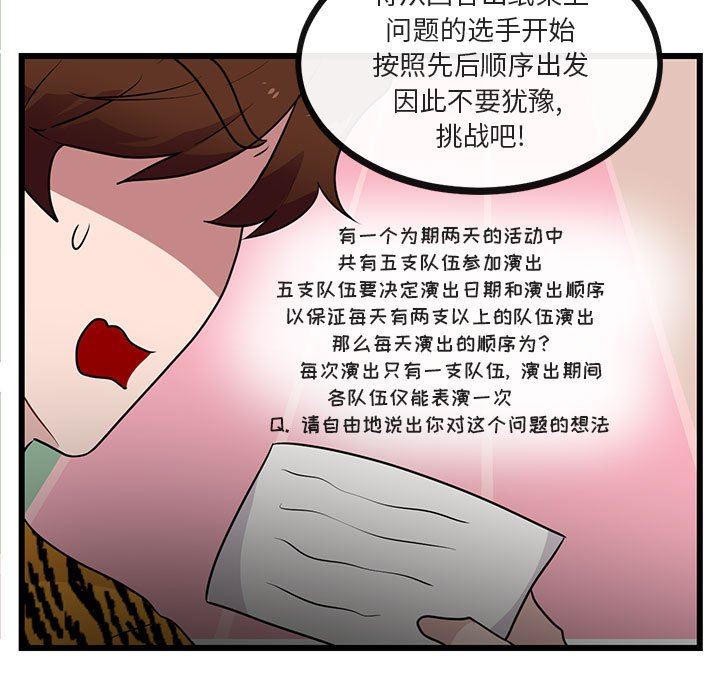 问题的选手开始
按照先后顺序出发
因此不要犹豫,
挑战吧!
有一个为期两天的活动中
共有五支队伍参加演出
五支队伍要决定演出日期和演出顺序
以保证每天有两支以上的队伍演出
那么每天演出的顺序为?
每次演出只有一支队伍, 演出期间
各队伍仅能表演一次
Q. 请自由地说出你对这个问题的想法